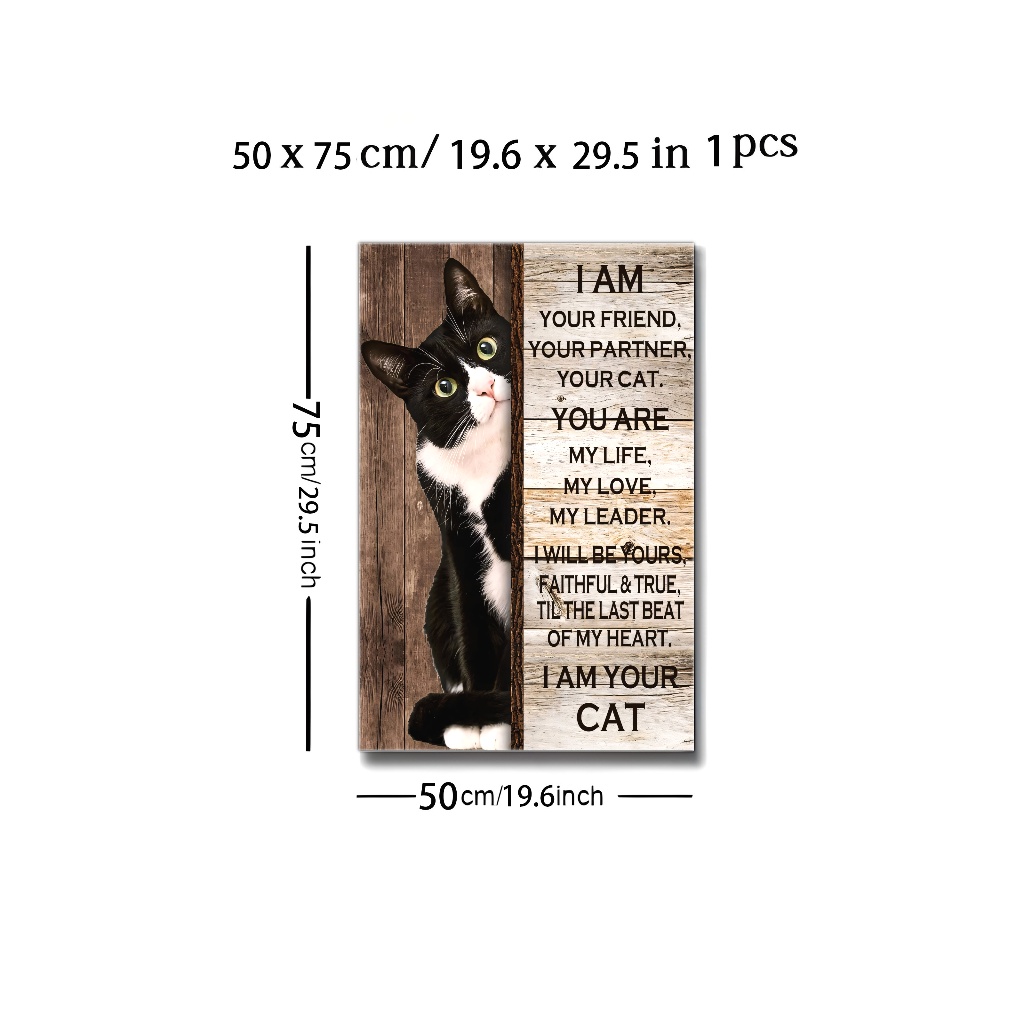 50 x 75 cm/ 19.6 x 29.5 in 1 pcs
I AM
YOUR FRIEND,
YOUR PARTNER,
YOUR CAT.
YOU ARE
MY LIFE,
MY LOVE,
MY LEADER.
I WILL BE YOURS,
FAITHFUL & TRUE,
TIL THE LAST BEAT
OF MY HEART.
I AM YOUR
CAT
75cm/29.5inch
50cm/19.6inch